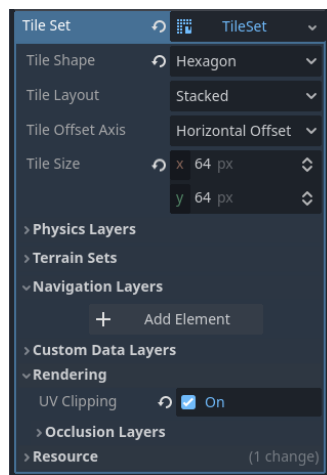 Tile Set TileSet
Tile Shape Hexagon
Tile Layout Stacked
Tile Offset Axis Horizontal Offset
Tile Size x 64 px
y 64 px
Physics Layers
Terrain Sets
Navigation Layers
+ Add Element
Custom Data Layers
Rendering
UV Clipping On
Occlusion Layers
Resource (1 change)